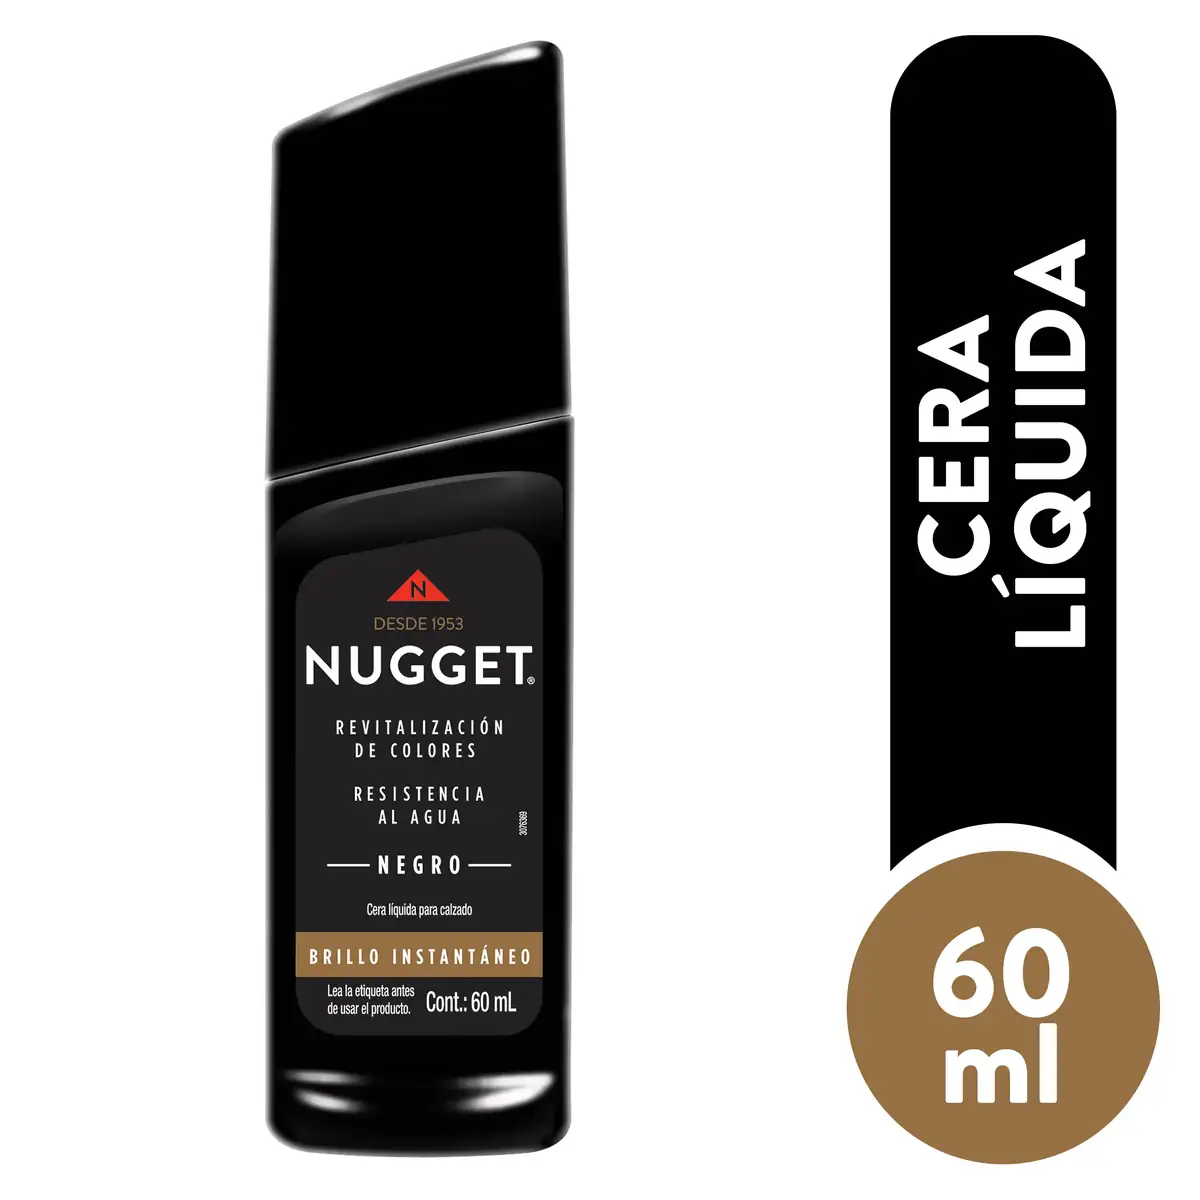 N
DESDE 1953
NUGGET®
REVITALIZACIÓN
DE COLORES
RESISTENCIA
AL AGUA
3076369
NEGRO
Cera líquida para calzado
BRILLO INSTANTÁNEO
Lea la etiqueta antes
de usar el producto.
Cont.: 60 mL
CERA
LÍQUIDA
60
ml